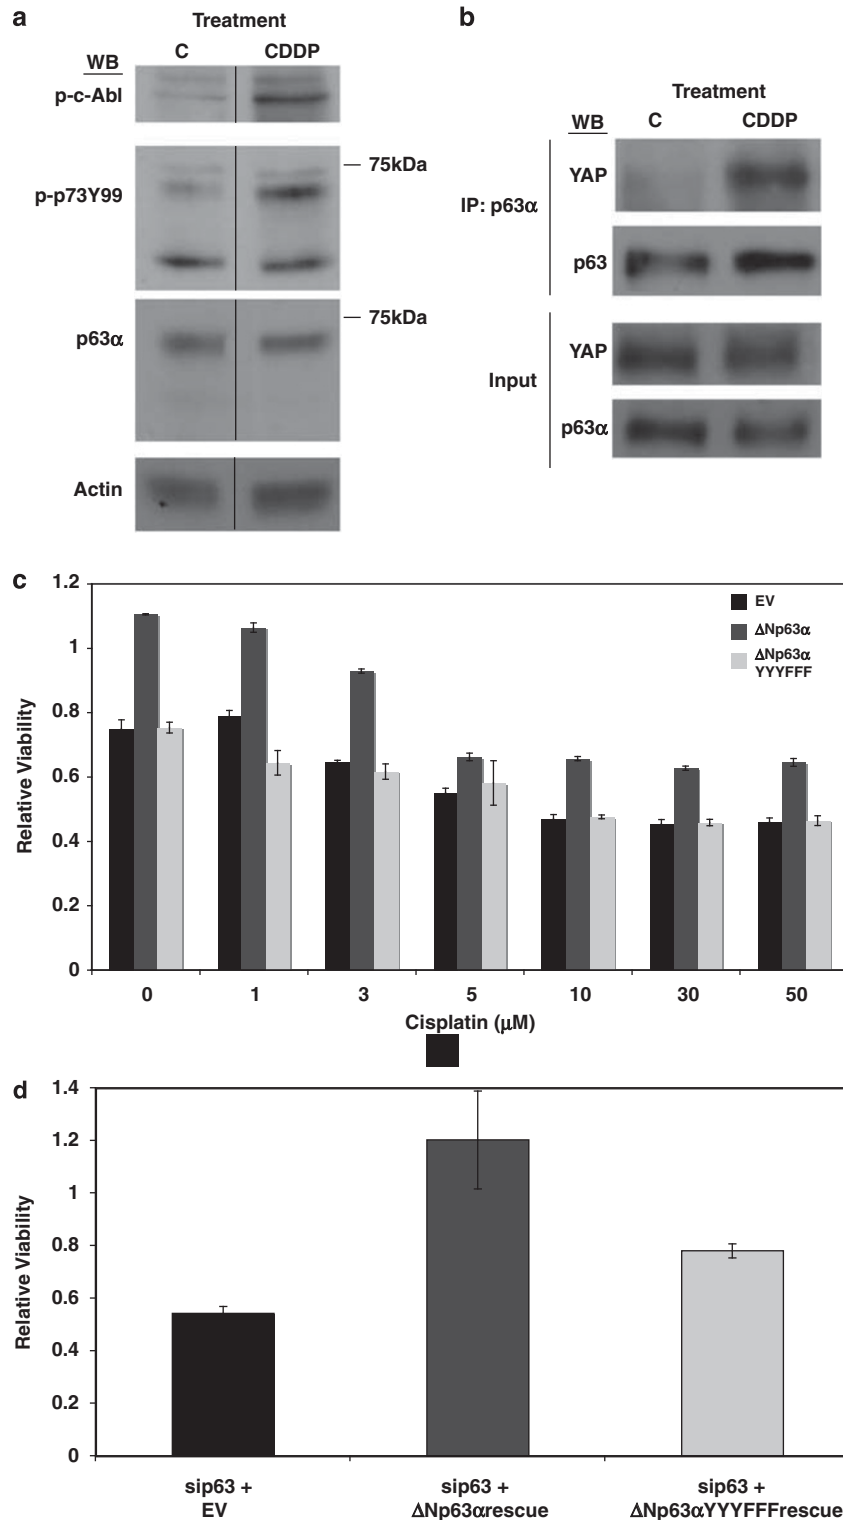 a
Treatment
C CDDP
WB
p-c-Abl
75kDa
p-p73Y99
75kDa
p63α
Actin
b
Treatment
WB C CDDP
YAP
IP: p63α
p63
YAP
Input
p63α
c
1.2
1
0.8
0.6
0.4
0.2
0
Relative Viability
EV
ΔNp63α
ΔNp63α
YYYFFF
0 1 3 5 10 30 50
Cisplatin (μM)
d
1.4
1.2
1
0.8
0.6
0.4
0.2
0
Relative Viability
sip63 +
EV
sip63 +
ΔNp63αrescue
sip63 +
ΔNp63αYYYFFFrescue